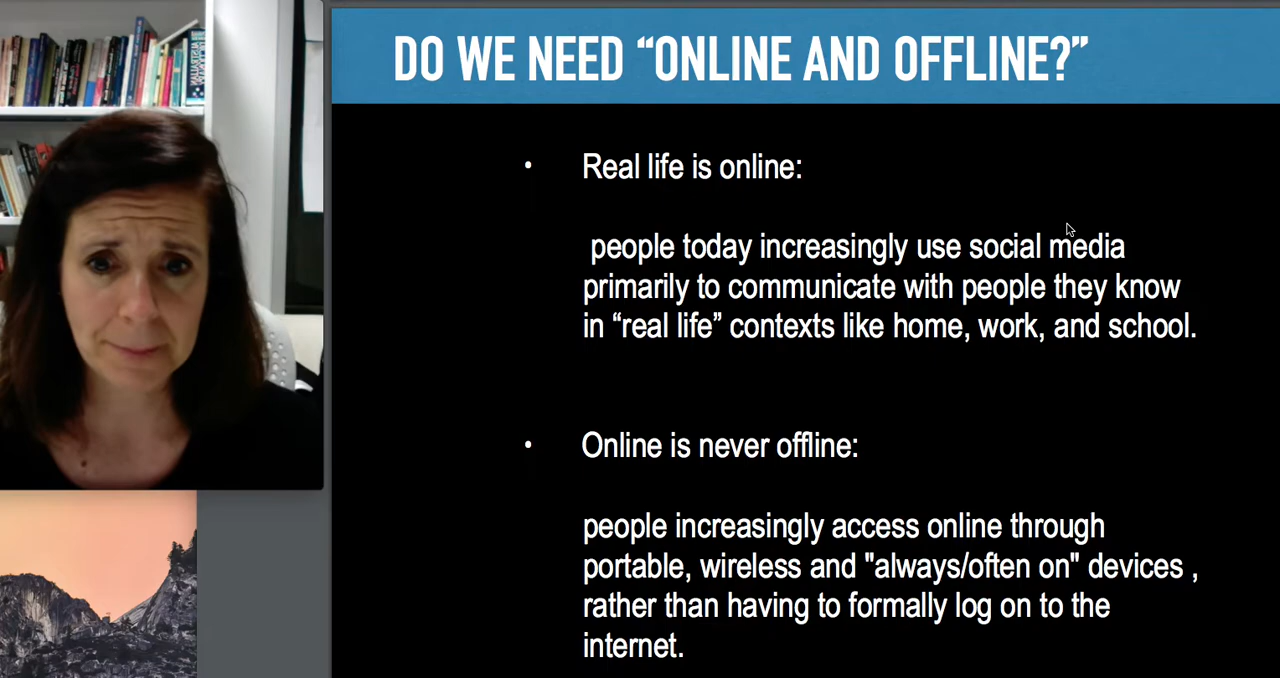 DO WE NEED “ONLINE AND OFFLINE?”
• Real life is online:
people today increasingly use social media
primarily to communicate with people they know
in “real life” contexts like home, work, and school.
• Online is never offline:
people increasingly access online through
portable, wireless and "always/often on" devices ,
rather than having to formally log on to the
internet.